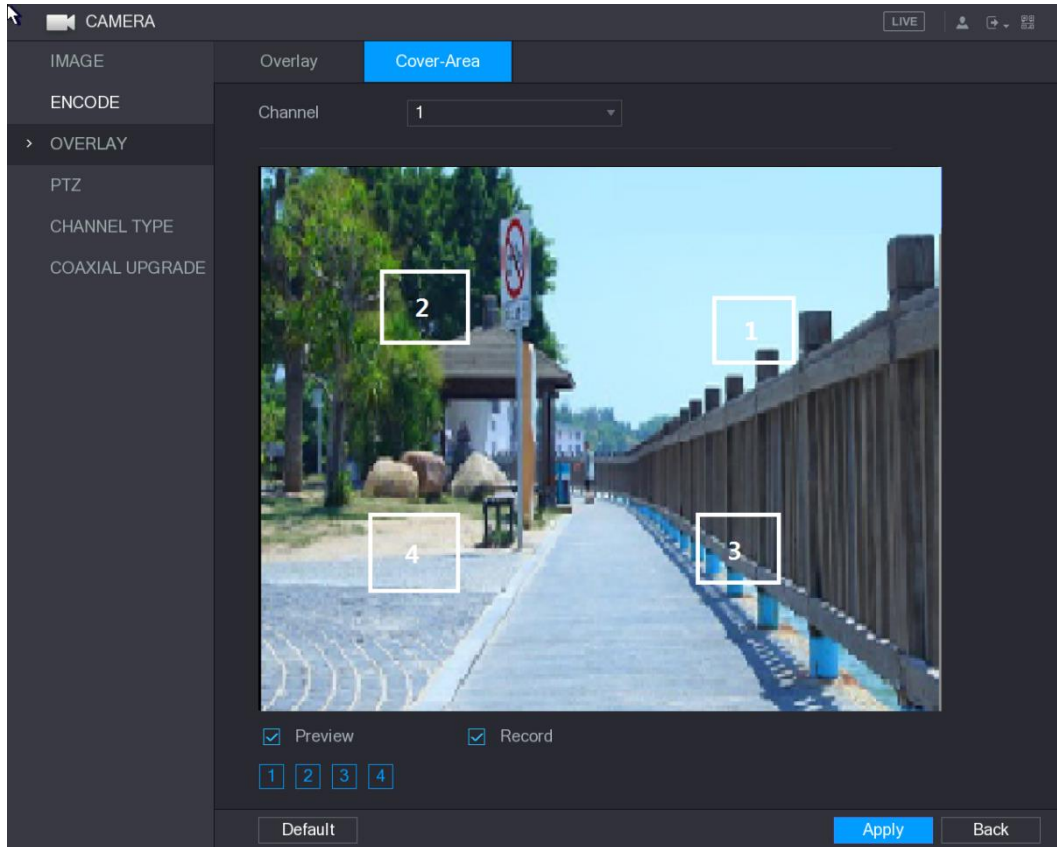 CAMERA
LIVE
IMAGE
ENCODE
OVERLAY
PTZ
CHANNEL TYPE
COAXIAL UPGRADE
Overlay
Cover-Area
Channel
1
2
1
4
3
Preview
Record
1 2 3 4
Default
Apply
Back